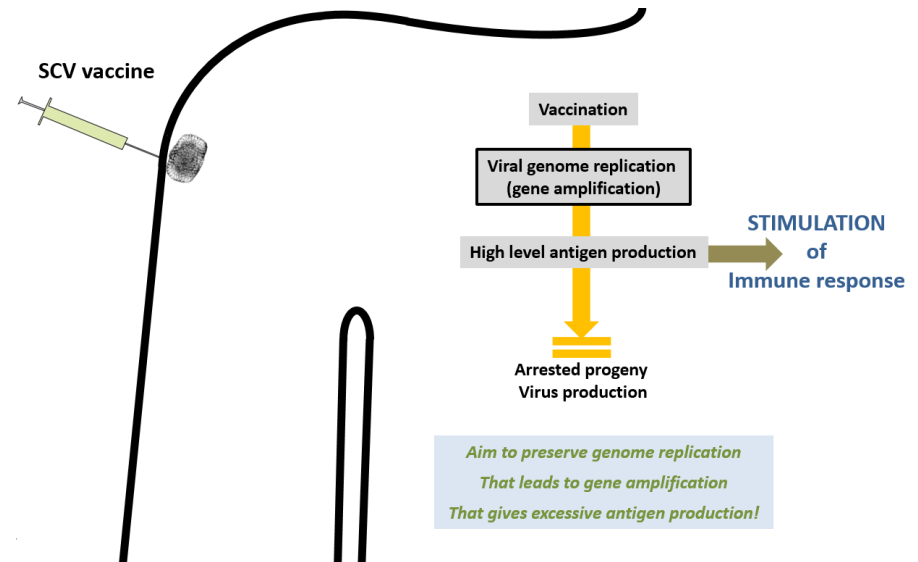 SCV vaccine
Vaccination
Viral genome replication
(gene amplification)
High level antigen production
STIMULATION
of
Immune response
Arrested progeny
Virus production
Aim to preserve genome replication
That leads to gene amplification
That gives excessive antigen production!